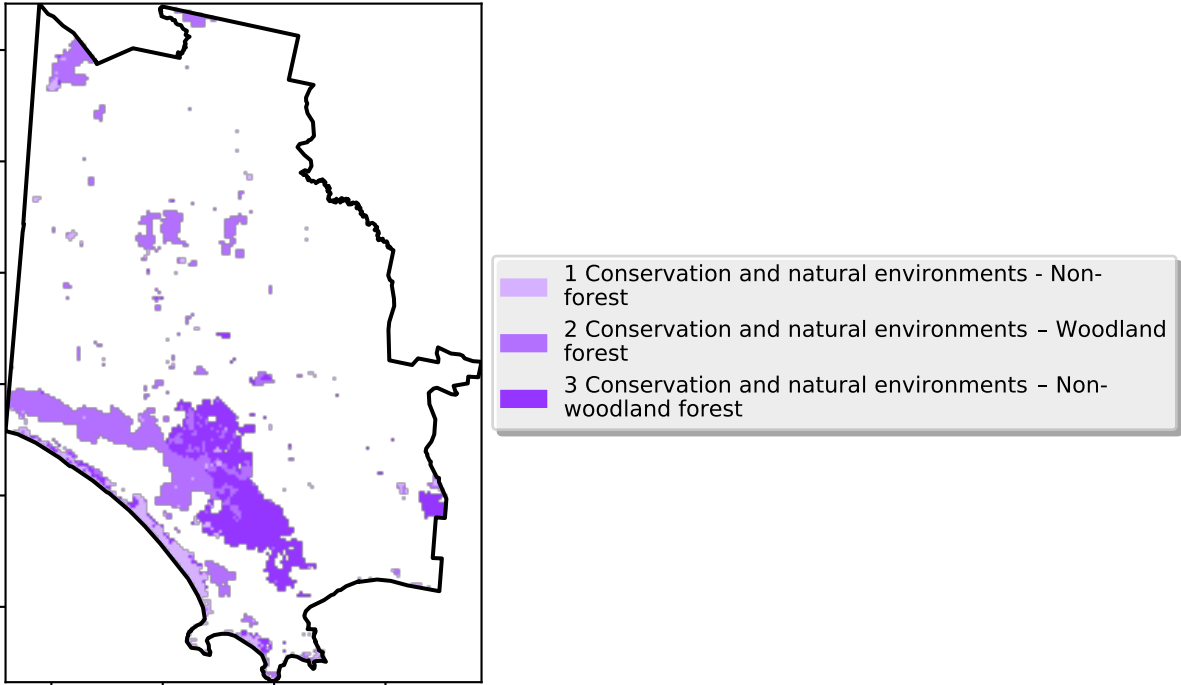 1 Conservation and natural environments - Non-
forest
2 Conservation and natural environments – Woodland
forest
3 Conservation and natural environments – Non-
woodland forest